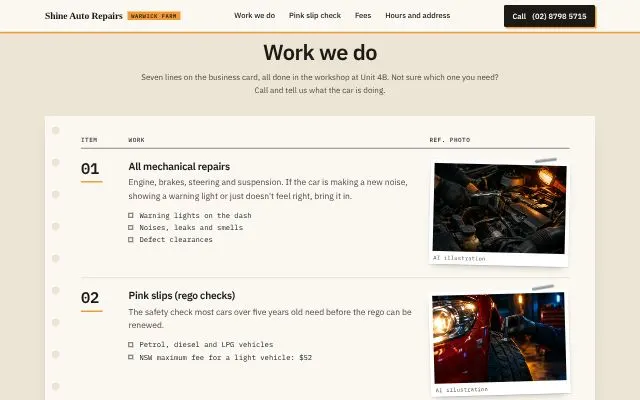 Shine Auto Repairs WARWICK FARM Work we do Pink slip check Fees Hours and address Call (02) 8798 5715
Work we do
Seven lines on the business card, all done in the workshop at Unit 4B. Not sure which one you need?
Call and tell us what the car is doing.
ITEM WORK REF. PHOTO
01 All mechanical repairs
Engine, brakes, steering and suspension. If the car is making a new noise,
showing a warning light or just doesn't feel right, bring it in.
Warning lights on the dash
Noises, leaks and smells
Defect clearances
AI illustration
02 Pink slips (rego checks)
The safety check most cars over five years old need before the rego can be
renewed.
Petrol, diesel and LPG vehicles
NSW maximum fee for a light vehicle: $52
AI illustration